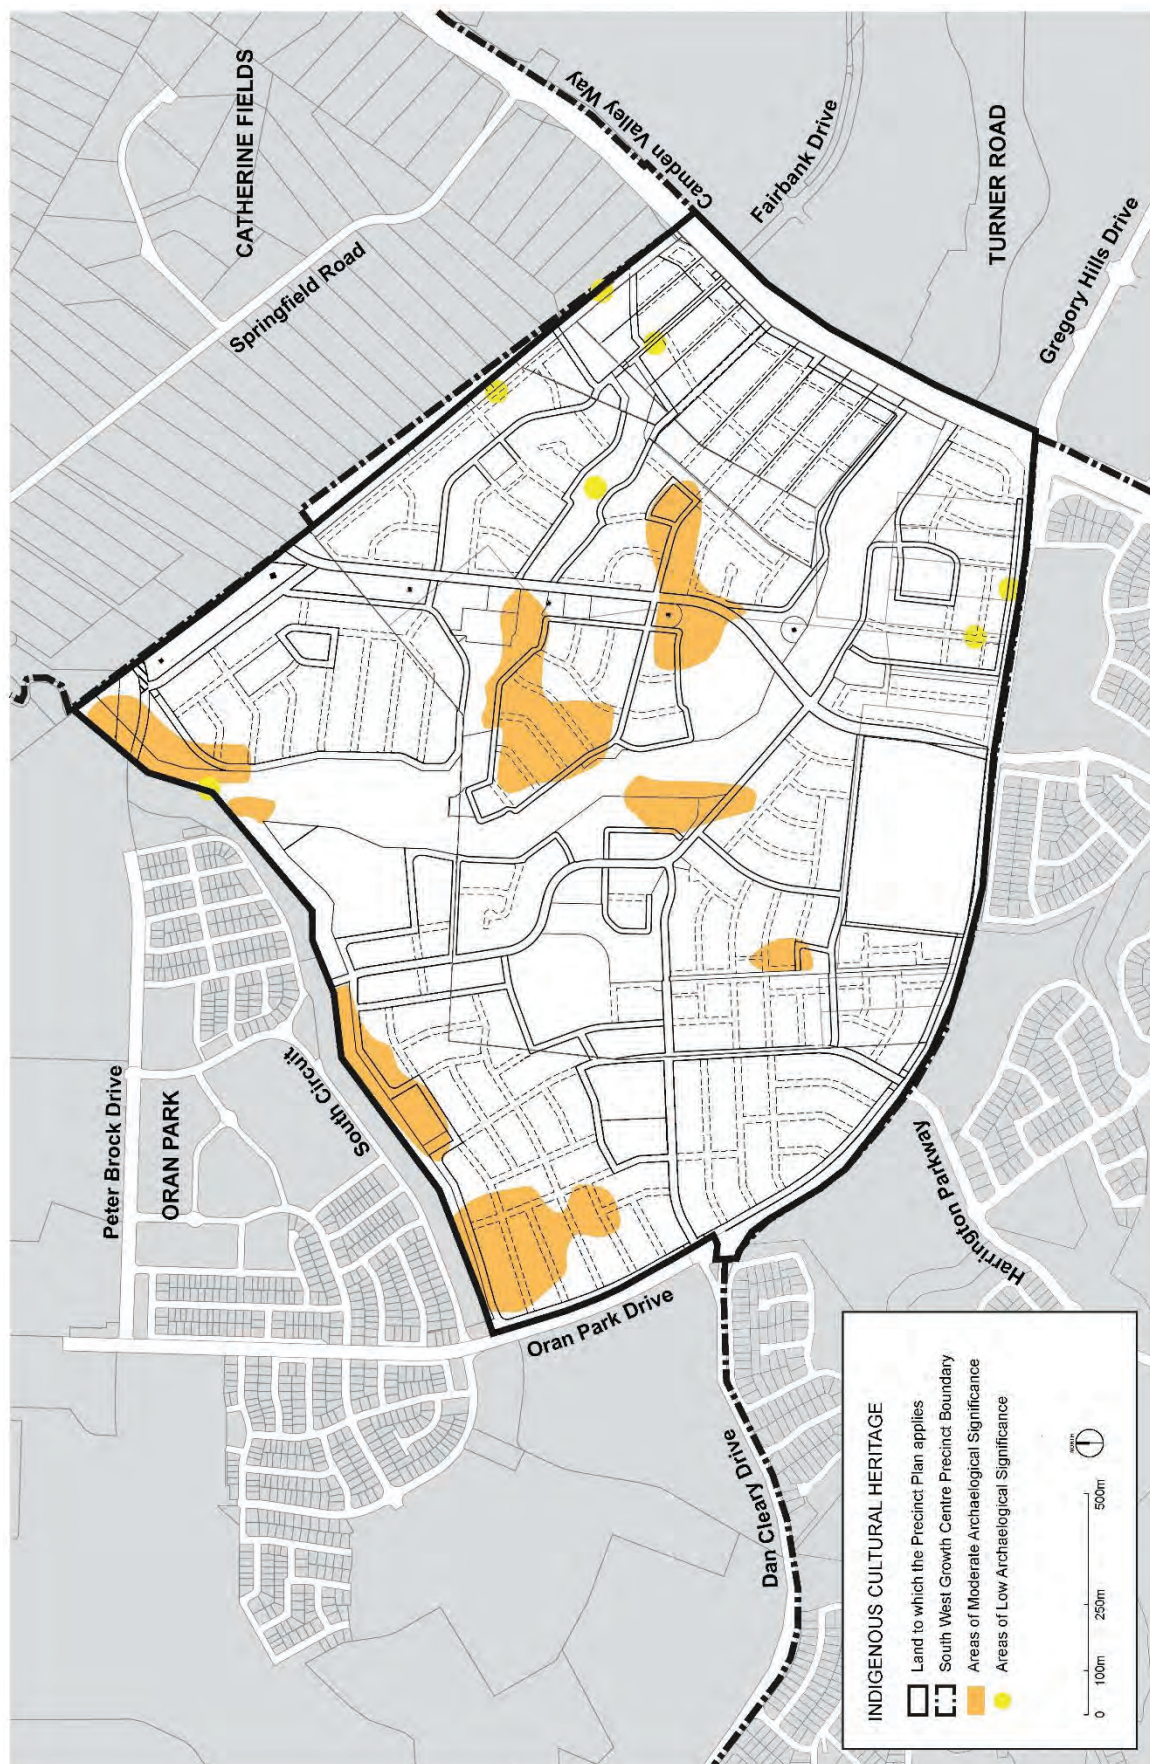 CATHERINE FIELDS
Springfield Road
Camden Valley Way
Fairbank Drive
TURNER ROAD
Gregory Hills Drive
Peter Brock Drive
ORAN PARK
South Circuit
Oran Park Drive
Dan Cleary Drive
Harrington Parkway
INDIGENOUS CULTURAL HERITAGE
Land to which the Precinct Plan applies
South West Growth Centre Precinct Boundary
Areas of Moderate Archaelogical Significance
Areas of Low Archaelogical Significance
0 100m 250m 500m
NORTH